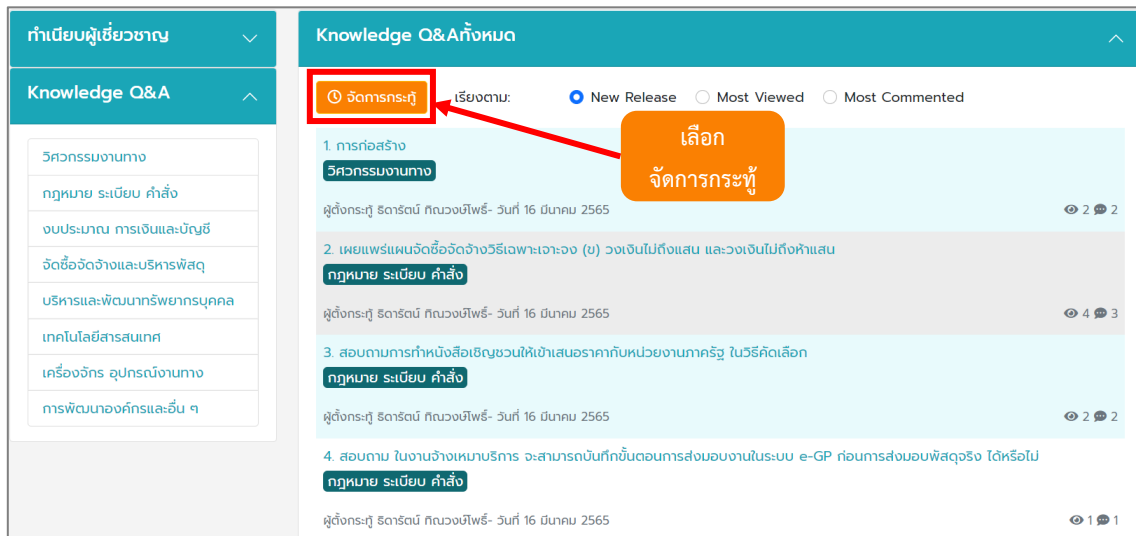 ทำเนียบผู้เชี่ยวชาญ
Knowledge Q&A
วิศวกรรมงานทาง
กฎหมาย ระเบียบ คำสั่ง
งบประมาณ การเงินและบัญชี
จัดซื้อจัดจ้างและบริหารพัสดุ
บริหารและพัฒนาทรัพยากรบุคคล
เทคโนโลยีสารสนเทศ
เครื่องจักร อุปกรณ์งานทาง
การพัฒนาองค์กรและอื่น ๆ
Knowledge Q&Aทั้งหมด
จัดการกระทู้ เรียงตาม: New Release Most Viewed Most Commented
เลือก
จัดการกระทู้
1. การก่อสร้าง
วิศวกรรมงานทาง
ผู้ตั้งกระทู้ ธิดารัตน์ ทิณวงษ์โพธิ์- วันที่ 16 มีนาคม 2565 2 2
2. เผยแพร่แผนจัดซื้อจัดจ้างวิธีเฉพาะเจาะจง (ข) วงเงินไม่ถึงแสน และวงเงินไม่ถึงห้าแสน
กฎหมาย ระเบียบ คำสั่ง
ผู้ตั้งกระทู้ ธิดารัตน์ ทิณวงษ์โพธิ์- วันที่ 16 มีนาคม 2565 4 3
3. สอบถามการทำหนังสือเชิญชวนให้เข้าเสนอราคากับหน่วยงานภาครัฐ ในวิธีคัดเลือก
กฎหมาย ระเบียบ คำสั่ง
ผู้ตั้งกระทู้ ธิดารัตน์ ทิณวงษ์โพธิ์- วันที่ 16 มีนาคม 2565 2 2
4. สอบถาม ในงานจ้างเหมาบริการ จะสามารถบันทึกขั้นตอนการส่งมอบงานในระบบ e-GP ก่อนการส่งมอบพัสดุจริง ได้หรือไม่
กฎหมาย ระเบียบ คำสั่ง
ผู้ตั้งกระทู้ ธิดารัตน์ ทิณวงษ์โพธิ์- วันที่ 16 มีนาคม 2565 1 1